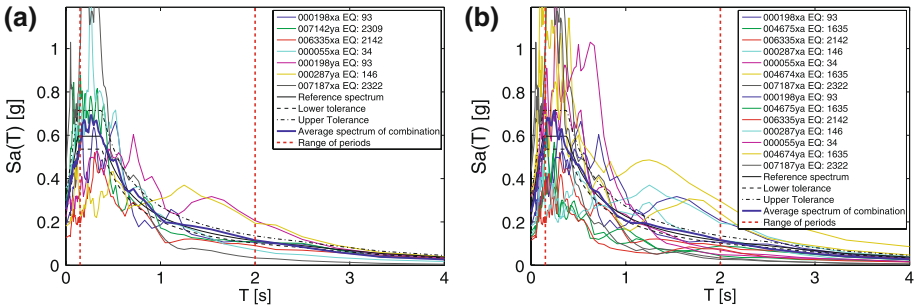 (a)
Sa(T) [g]
1
0.8
0.6
0.4
0.2
0
0 1 2 3 4
T [s]
000198xa EQ: 93
007142ya EQ: 2309
006335xa EQ: 2142
000055xa EQ: 34
000198ya EQ: 93
000287ya EQ: 146
007187xa EQ: 2322
Reference spectrum
Lower tolerance
Upper Tolerance
Average spectrum of combination
Range of periods
(b)
Sa(T) [g]
1
0.8
0.6
0.4
0.2
0
0 1 2 3 4
T [s]
000198xa EQ: 93
004675xa EQ: 1635
006335xa EQ: 2142
000287xa EQ: 146
000055xa EQ: 34
004674xa EQ: 1635
007187xa EQ: 2322
000198ya EQ: 93
004675ya EQ: 1635
006335ya EQ: 2142
000287ya EQ: 146
000055ya EQ: 34
004674ya EQ: 1635
007187ya EQ: 2322
Reference spectrum
Lower tolerance
Upper Tolerance
Average spectrum of combination
Range of periods